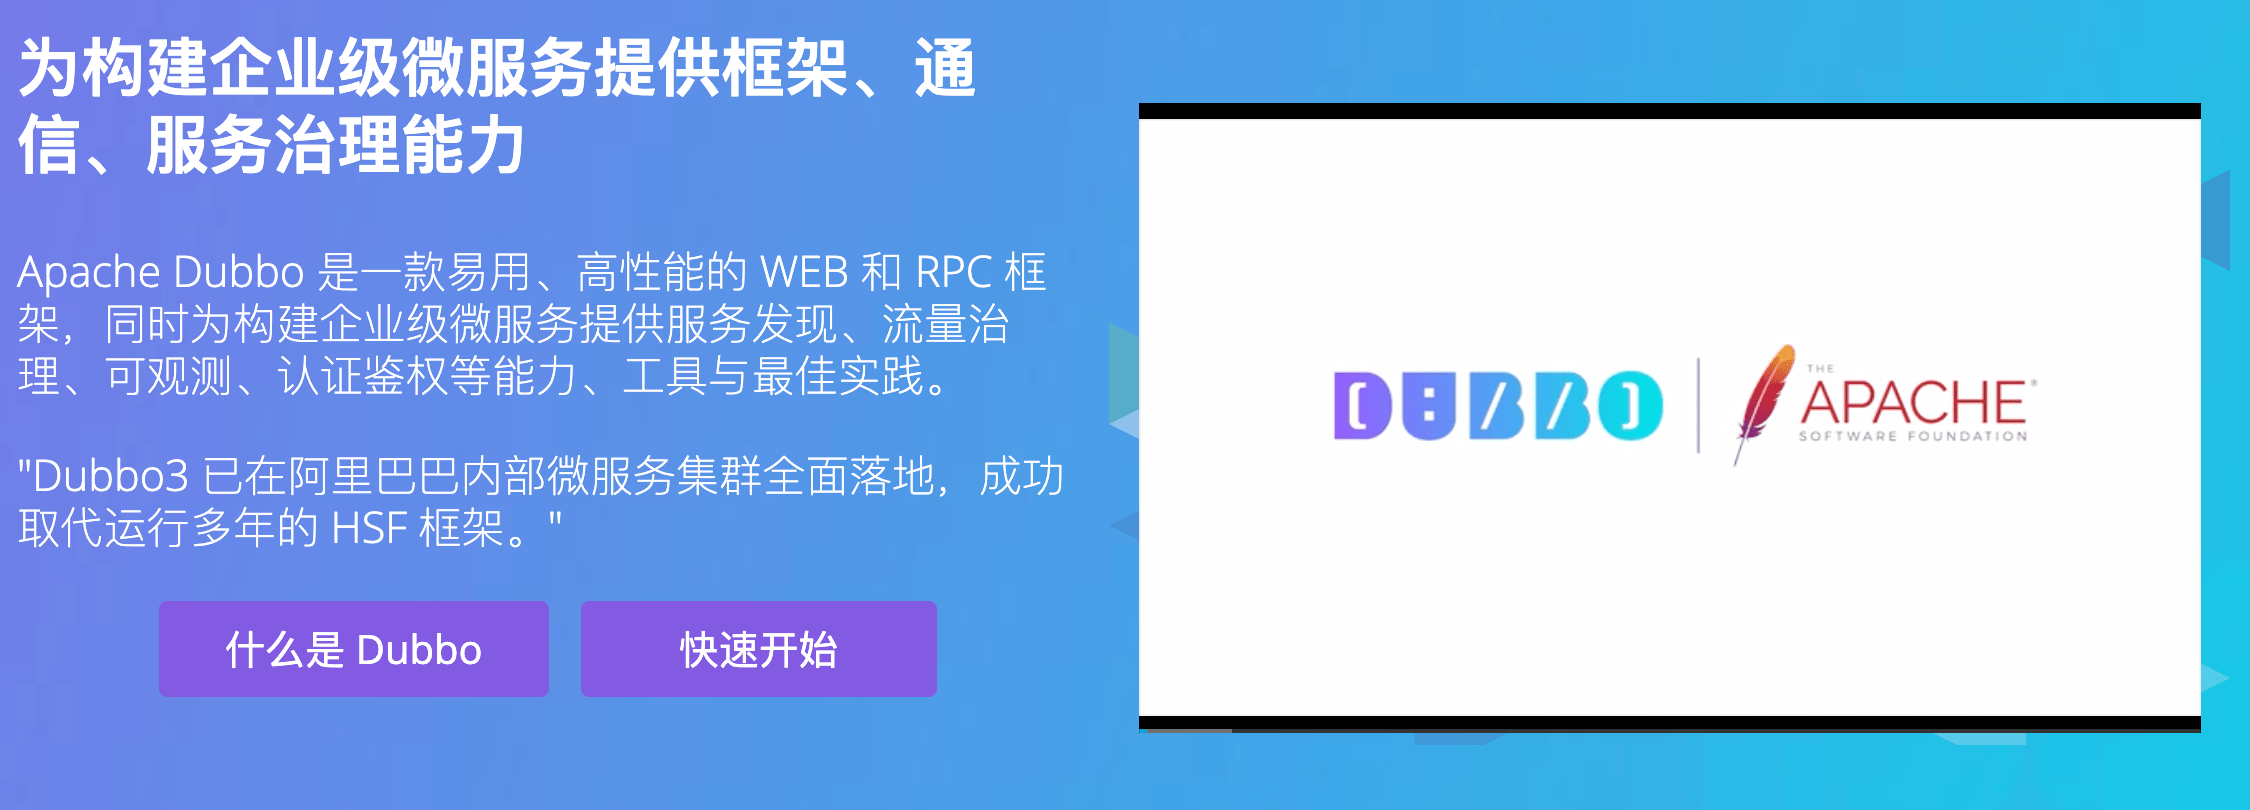 为构建企业级微服务提供框架、通
信、服务治理能力
Apache Dubbo 是一款易用、高性能的 WEB 和 RPC 框
架，同时为构建企业级微服务提供服务发现、流量治
理、可观测、认证鉴权等能力、工具与最佳实践。
"Dubbo3 已在阿里巴巴内部微服务集群全面落地，成功
取代运行多年的 HSF 框架。"
什么是 Dubbo
快速开始
DUBBO
THE
APACHE®
SOFTWARE FOUNDATION